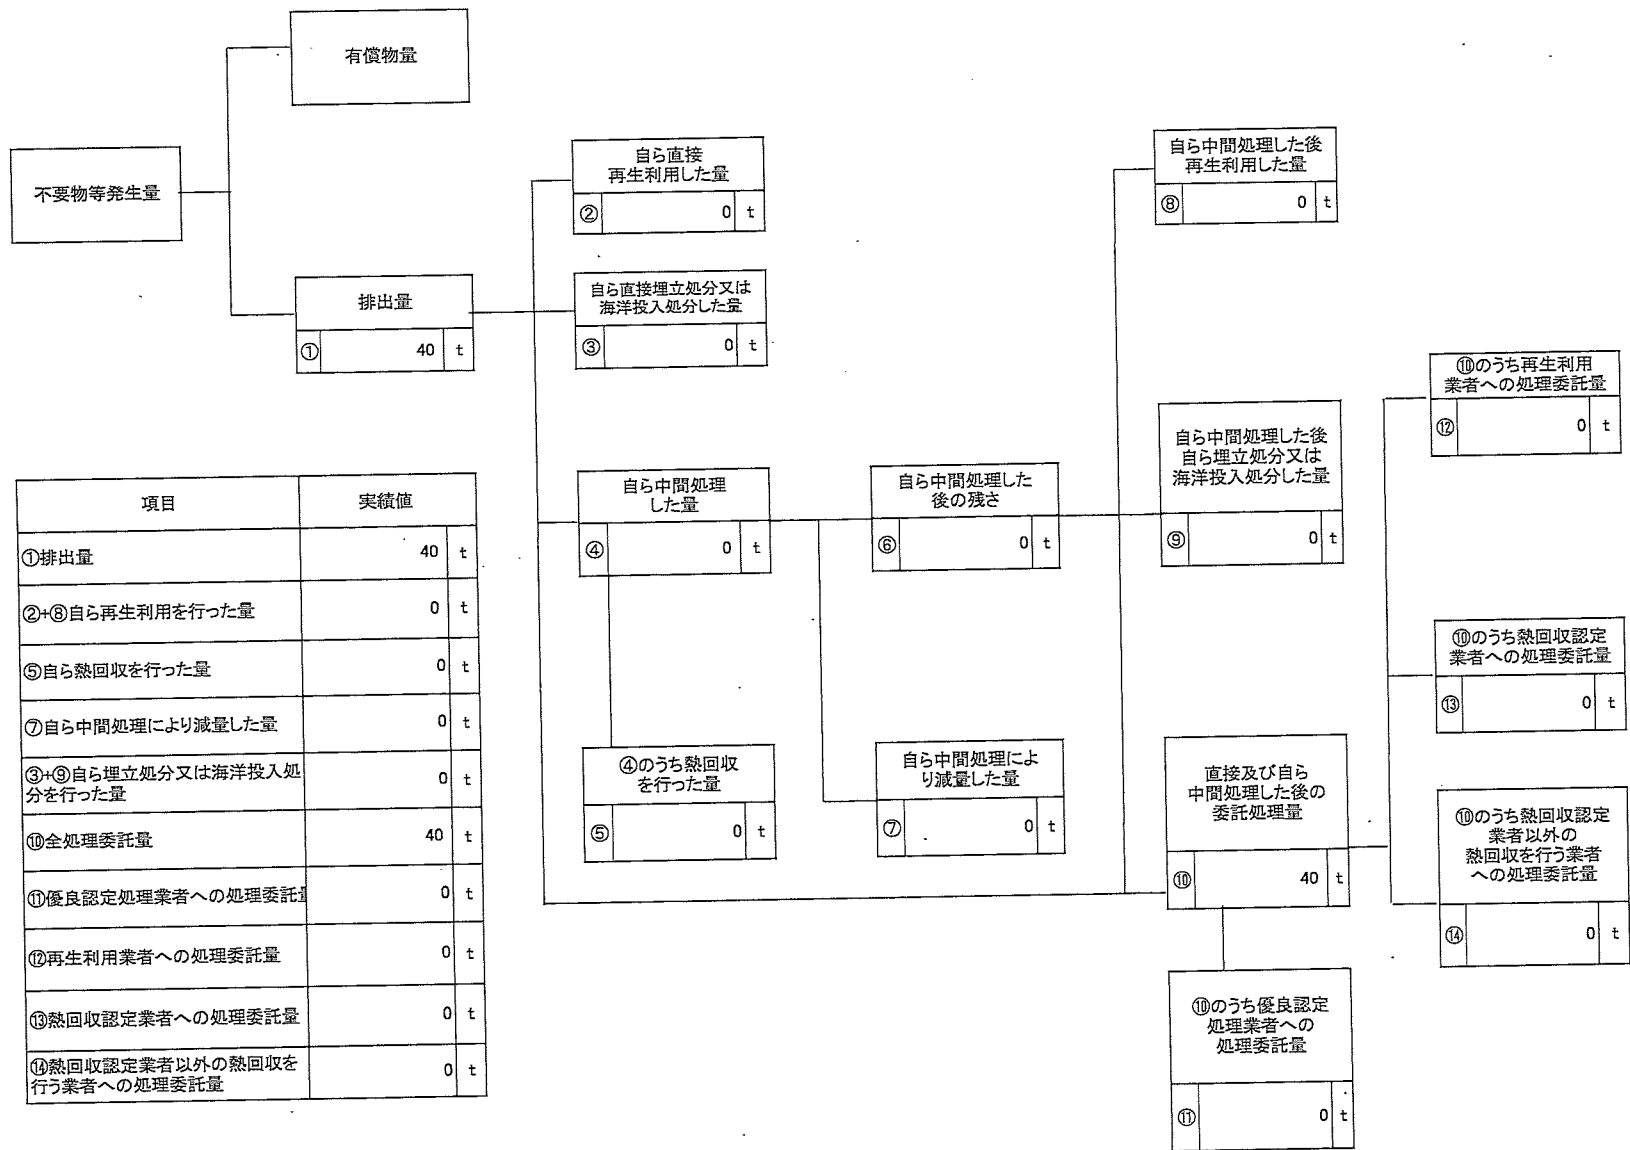 有償物量
不要物等発生量
排出量
① 40 t
自ら直接
再生利用した量
② 0 t
自ら直接埋立処分又は
海洋投入処分した量
③ 0 t
自ら中間処理
した量
④ 0 t
④のうち熱回収
を行った量
⑤ 0 t
自ら中間処理した
後の残さ
⑥ 0 t
自ら中間処理によ
り減量した量
⑦ 0 t
自ら中間処理した後
再生利用した量
⑧ 0 t
自ら中間処理した後
自ら埋立処分又は
海洋投入処分した量
⑨ 0 t
直接及び自ら
中間処理した後の
委託処理量
⑩ 40 t
⑩のうち優良認定
処理業者への
処理委託量
⑪ 0 t
⑩のうち再生利用
業者への処理委託量
⑫ 0 t
⑩のうち熱回収認定
業者への処理委託量
⑬ 0 t
⑩のうち熱回収認定
業者以外の
熱回収を行う業者
への処理委託量
⑭ 0 t
項目 実績値
①排出量 40 t
②+⑧自ら再生利用を行った量 0 t
⑤自ら熱回収を行った量 0 t
⑦自ら中間処理により減量した量 0 t
③+⑨自ら埋立処分又は海洋投入処
分を行った量 0 t
⑩全処理委託量 40 t
⑪優良認定処理業者への処理委託量 0 t
⑫再生利用業者への処理委託量 0 t
⑬熱回収認定業者への処理委託量 0 t
⑭熱回収認定業者以外の熱回収を
行う業者への処理委託量 0 t